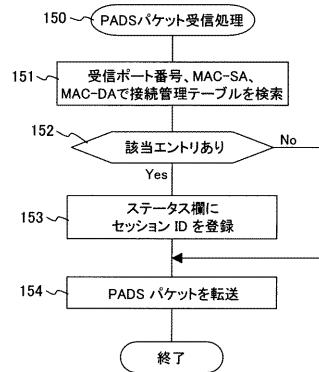 150
PADSパケット受信処理
151
受信ポート番号、MAC-SA、
MAC-DAで接続管理テーブルを検索
152
該当エントリあり
No
Yes
153
ステータス欄に
セッション ID を登録
154
PADS パケットを転送
終了